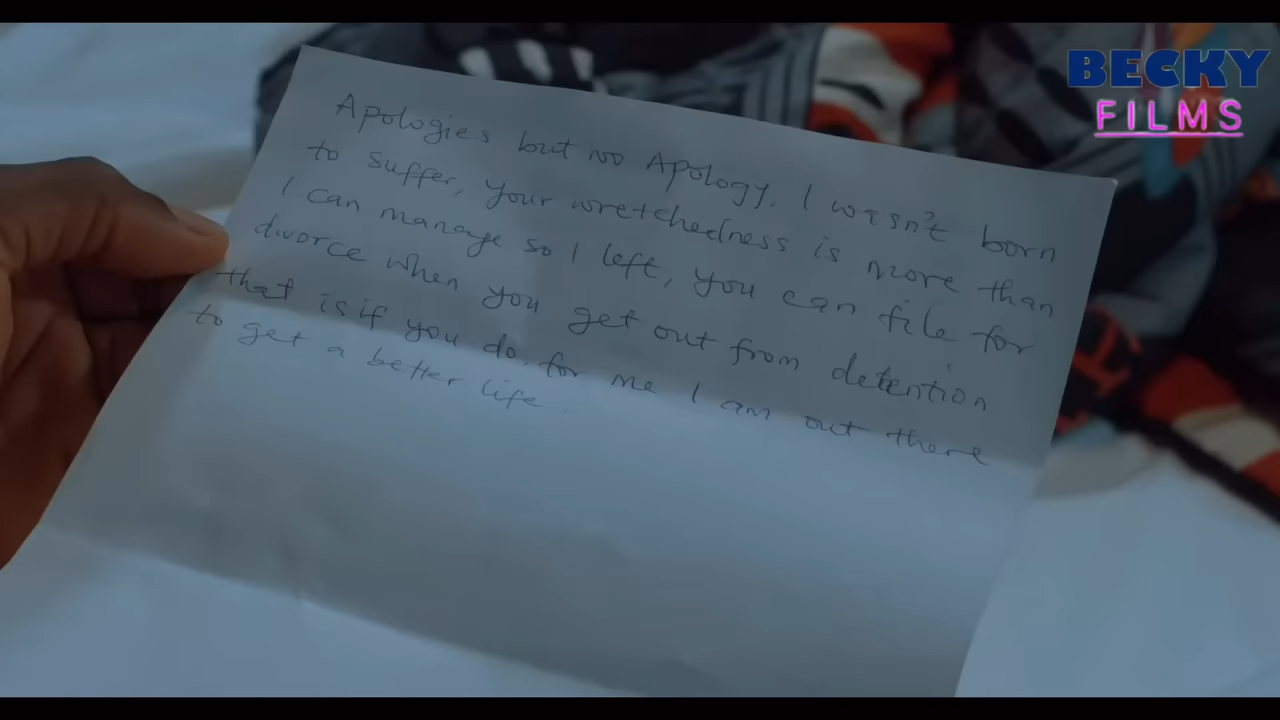 BECKY
FILMS
Apologies but no Apology, I wasn't born
to suffer, your wretchedness is more than
I can manage so I left, you can file for
divorce when you get out from detention
that is if you do, for me I am out there
to get a better life.